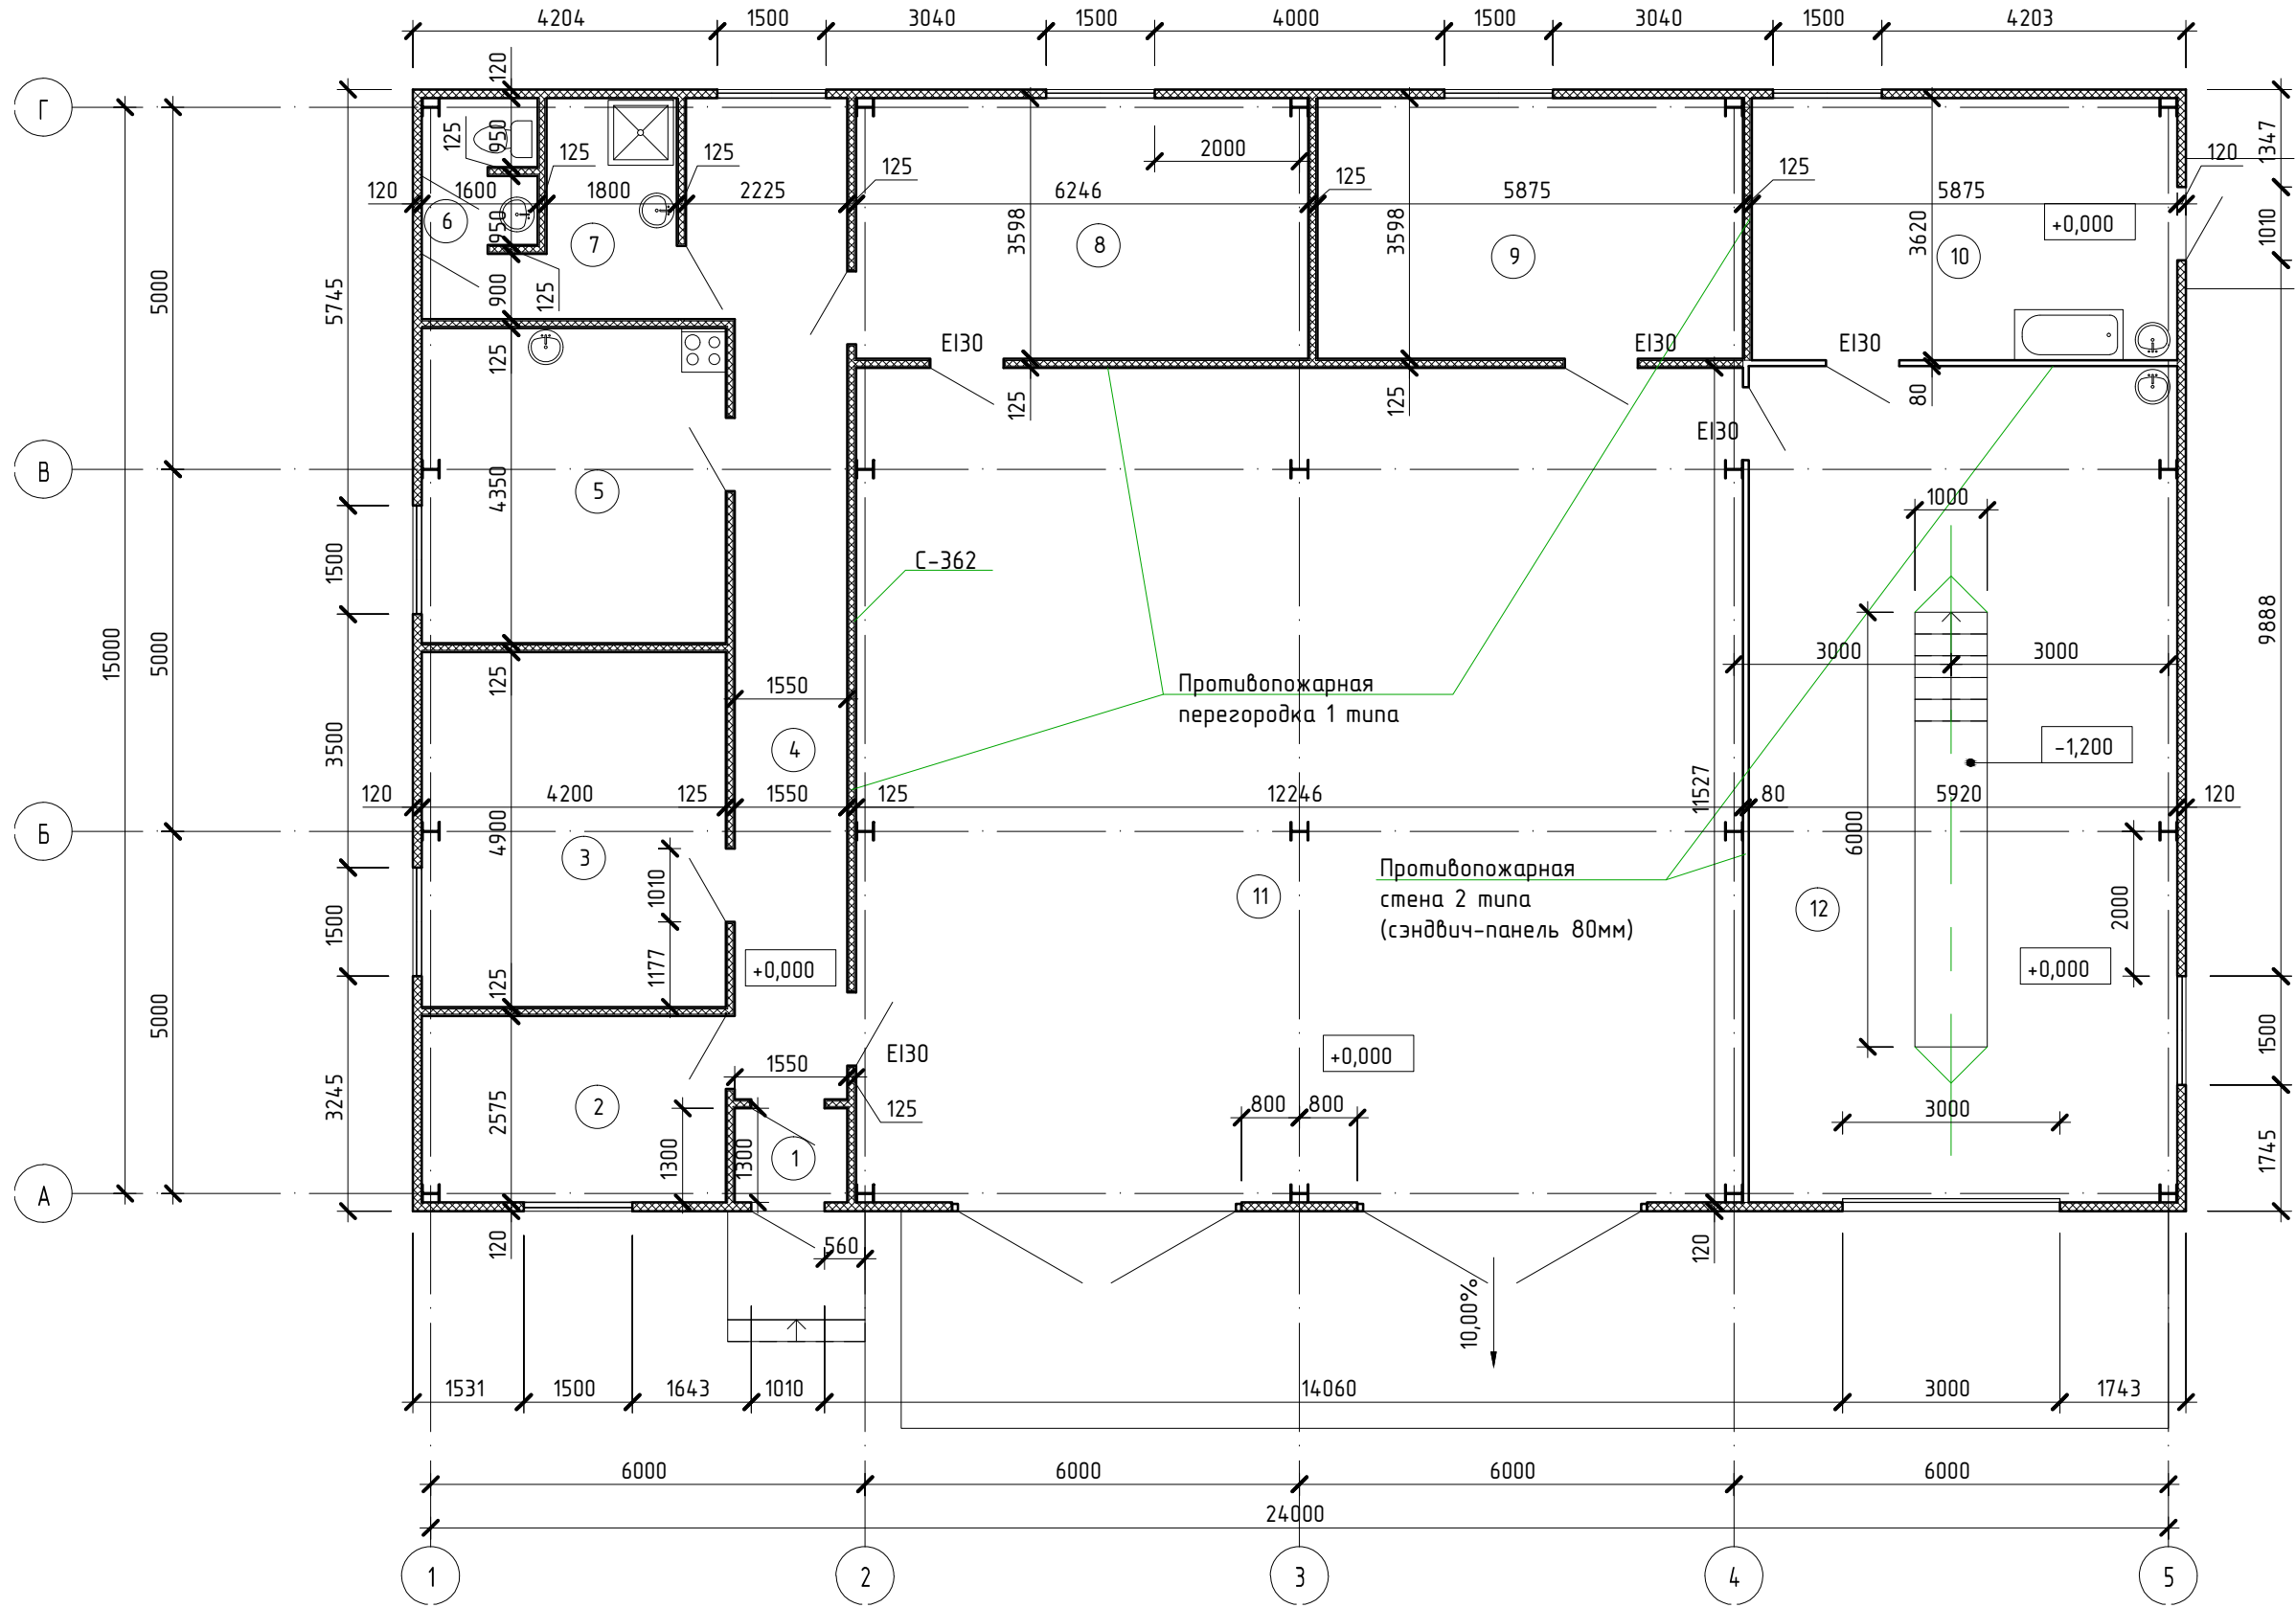 4204 1500 3040 1500 4000 1500 3040 1500 4203
120
Г
125 950 125 125 2000 125 125 120 1347
120 1600 1800 2225 6246 5875 5875
+0,000
6 950 7 3598 8 3598 9 3620 10 1010
5000 5745 900 125
EI30 EI30 EI30
125 125 125 80
EI30
В
4350 5 1000
1500 С-362
15000 5000 9888
125 1550 3000 3000
Противопожарная
перегородка 1 типа
3500 4 -1,200
120 4200 125 1550 125 12246 11527 80 5920 120
Б
4900 3 6000
1010 Противопожарная
стена 2 типа
(сэндвич-панель 80мм)
11 12 2000
1500 1177
125 +0,000 +0,000
5000 EI30 +0,000 1500
1550
3245 2575 2 125 800 800 3000
1300 1300 1 1745
А
120 560 120
10,00%
1531 1500 1643 1010 14060 3000 1743
6000 6000 6000 6000
24000
1 2 3 4 5